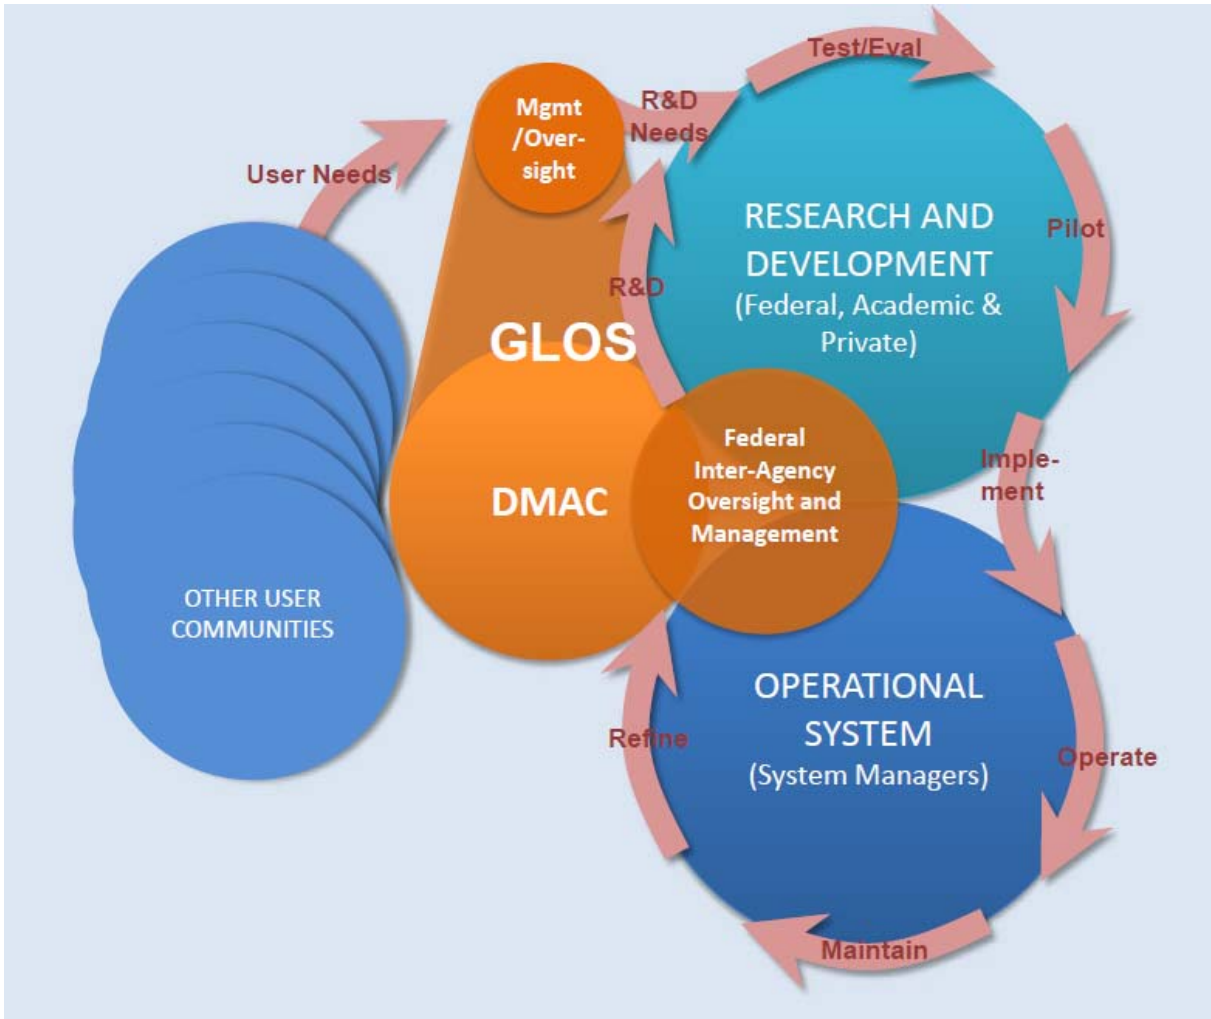 Test/Eval
Mgmt
/Over-
sight
R&D
Needs
User Needs
RESEARCH AND
DEVELOPMENT
(Federal, Academic &
Private)
Pilot
R&D
GLOS
Federal
Inter-Agency
Oversight and
Management
DMAC
Imple-
ment
OTHER USER
COMMUNITIES
OPERATIONAL
SYSTEM
(System Managers)
Refine
Operate
Maintain